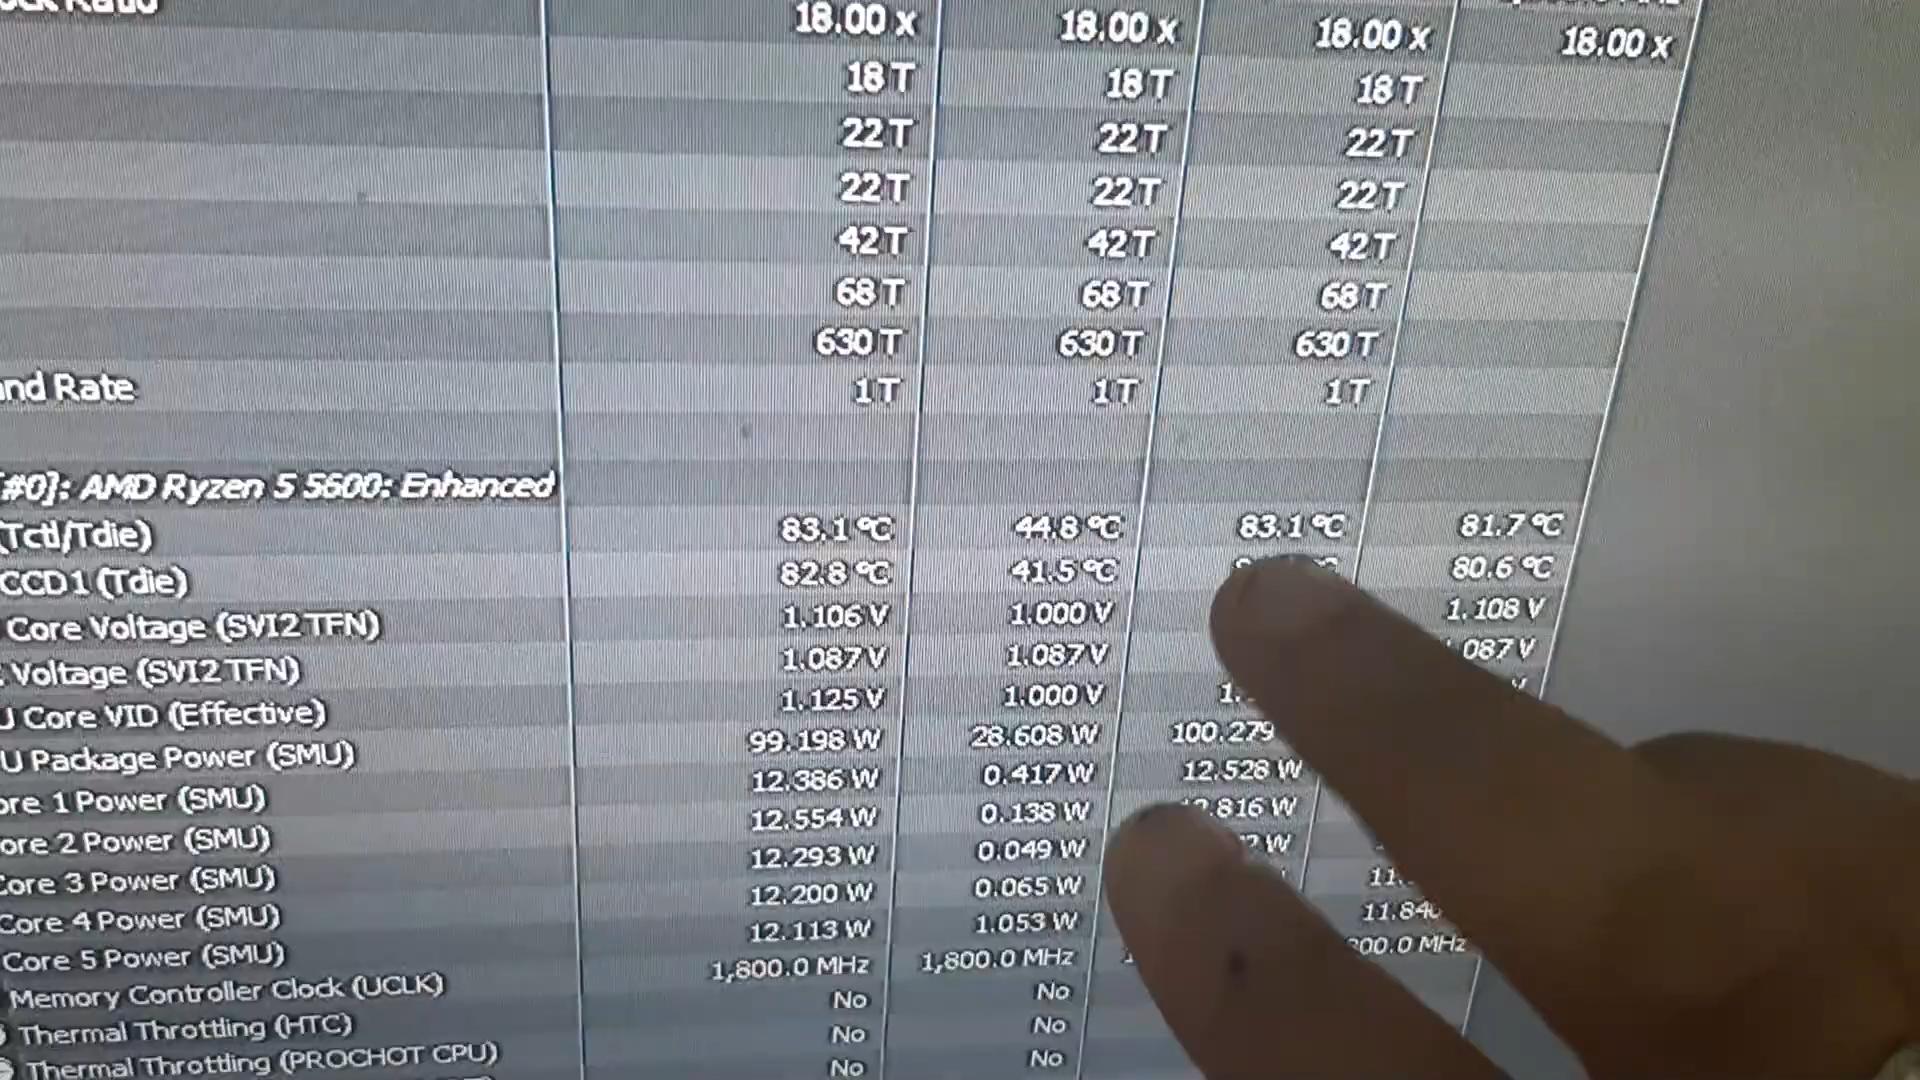 18.00 x 18.00 x 18.00 x 18.00 x
18 T 18 T 18 T
22 T 22 T 22 T
22 T 22 T 22 T
42 T 42 T 42 T
68 T 68 T 68 T
630 T 630 T 630 T
and Rate 1 T 1 T 1 T
[#0]: AMD Ryzen 5 5600: Enhanced
(Tctl/Tdie) 83.1 °C 44.8 °C 83.1 °C 81.7 °C
CCD1 (Tdie) 82.8 °C 41.5 °C 80.6 °C
Core Voltage (SVI2 TFN) 1.106 V 1.000 V 1.108 V
Voltage (SVI2 TFN) 1.087 V 1.087 V 087 V
Core VID (Effective) 1.125 V 1.000 V
Package Power (SMU) 99.198 W 28.608 W 100.279
ore 1 Power (SMU) 12.386 W 0.417 W 12.528 W
ore 2 Power (SMU) 12.554 W 0.138 W .816 W
Core 3 Power (SMU) 12.293 W 0.049 W W
Core 4 Power (SMU) 12.200 W 0.065 W 11.
Core 5 Power (SMU) 12.113 W 1.053 W 11.840
Memory Controller Clock (UCLK) 1,800.0 MHz 1,800.0 MHz 800.0 MHz
Thermal Throttling (HTC) No No
Thermal Throttling (PROCHOT CPU) No No
No No